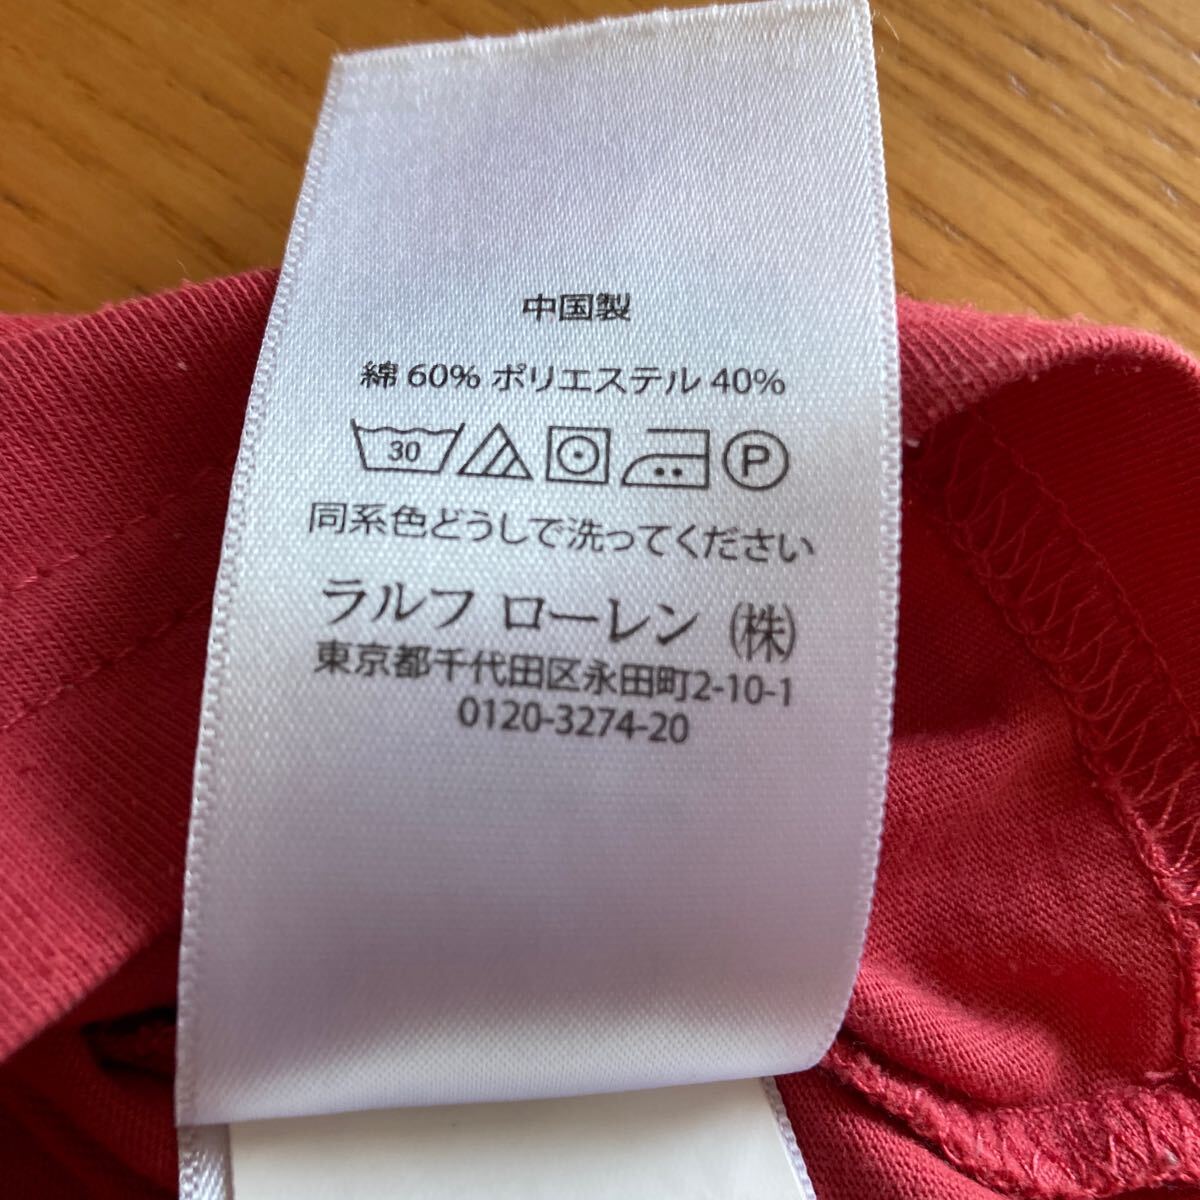 中国製
綿 60% ポリエステル 40%
30 P
同系色どうしで洗ってください
ラルフ ローレン (株)
東京都千代田区永田町2-10-1
0120-3274-20